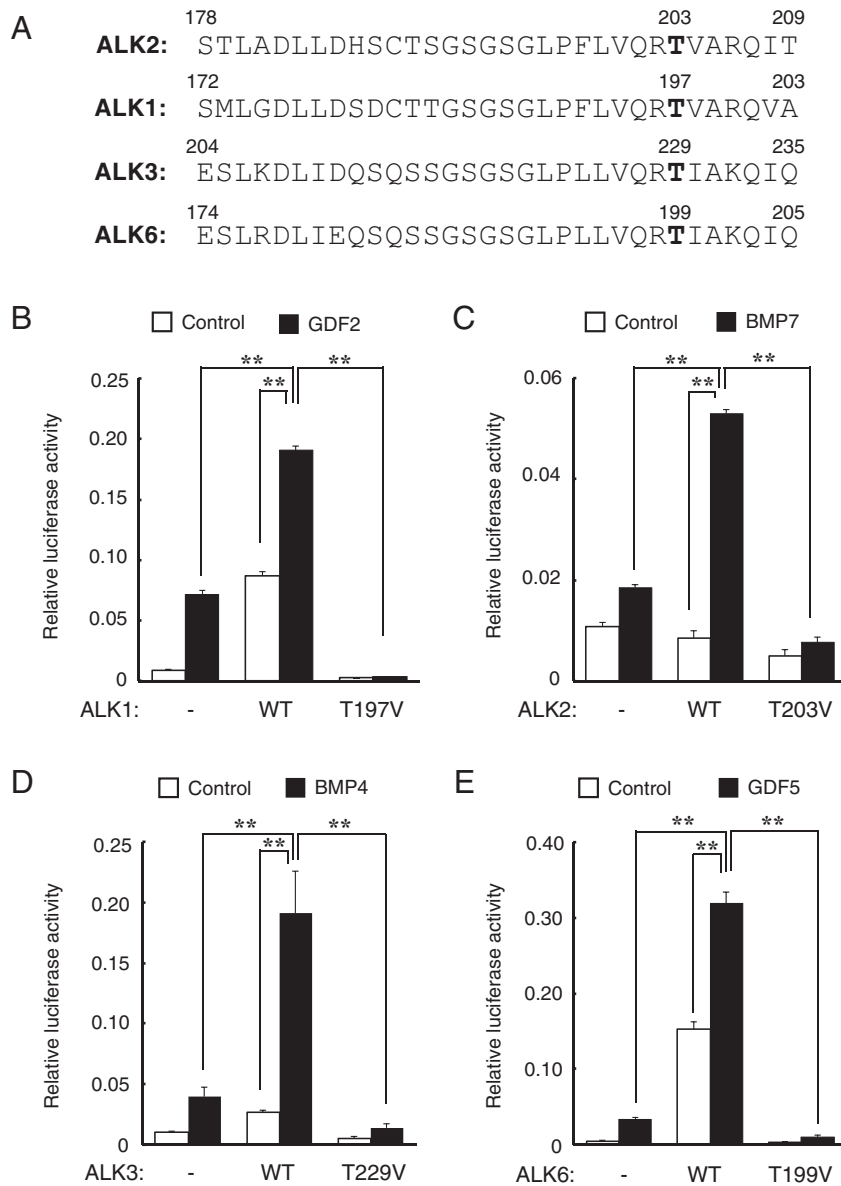 A
178 203 209
ALK2: STLADLLDHSCTSGSGSGLPFLVQRTVARQIT
172 197 203
ALK1: SMLGDLLDSDCTTGSGSGLPFLVQRTVARQVA
204 229 235
ALK3: ESLKDLIDQSQSSGSGSGLPLLVQRTIAKQIQ
174 199 205
ALK6: ESLRDLIEQSQSSGSGSGLPLLVQRTIAKQIQ
B
Control GDF2
Relative luciferase activity
0.25
0.20
0.15
0.10
0.05
0
** **
**
ALK1: - WT T197V
C
Control BMP7
Relative luciferase activity
0.06
0.04
0.02
0
** **
**
ALK2: - WT T203V
D
Control BMP4
Relative luciferase activity
0.25
0.20
0.15
0.10
0.05
0
** **
**
ALK3: - WT T229V
E
Control GDF5
Relative luciferase activity
0.40
0.30
0.20
0.10
0
** **
**
ALK6: - WT T199V